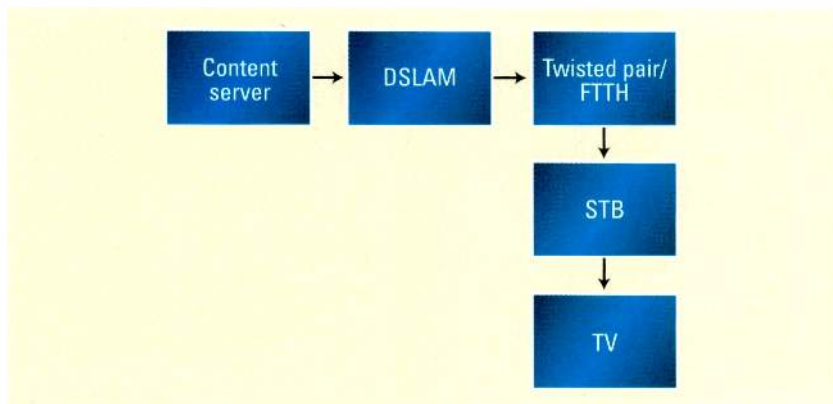 Content
server
DSLAM
Twisted pair/
FTTH
STB
TV